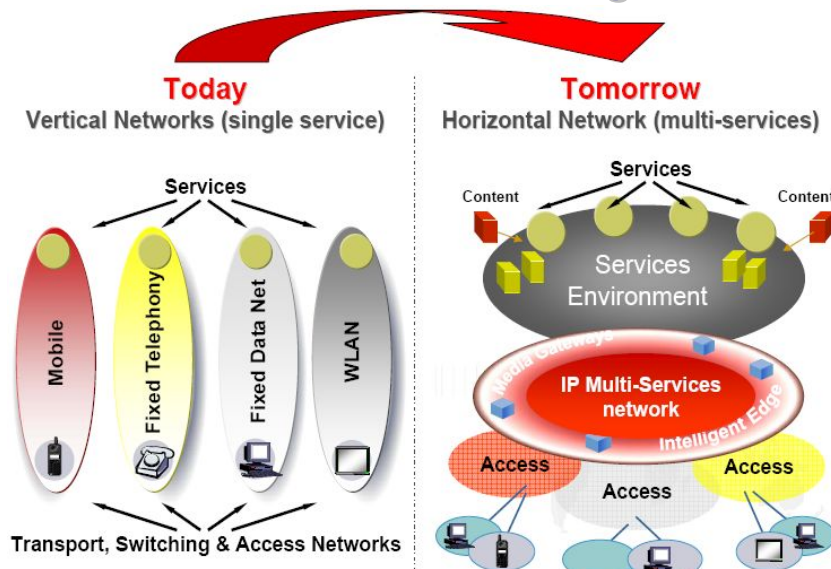 Today
Vertical Networks (single service)
Services
Mobile
Fixed Telephony
Fixed Data Net
WLAN
Transport, Switching & Access Networks
Tomorrow
Horizontal Network (multi-services)
Services
Content
Content
Services
Environment
Media Gateways
IP Multi-Services
network
Intelligent Edge
Access
Access
Access